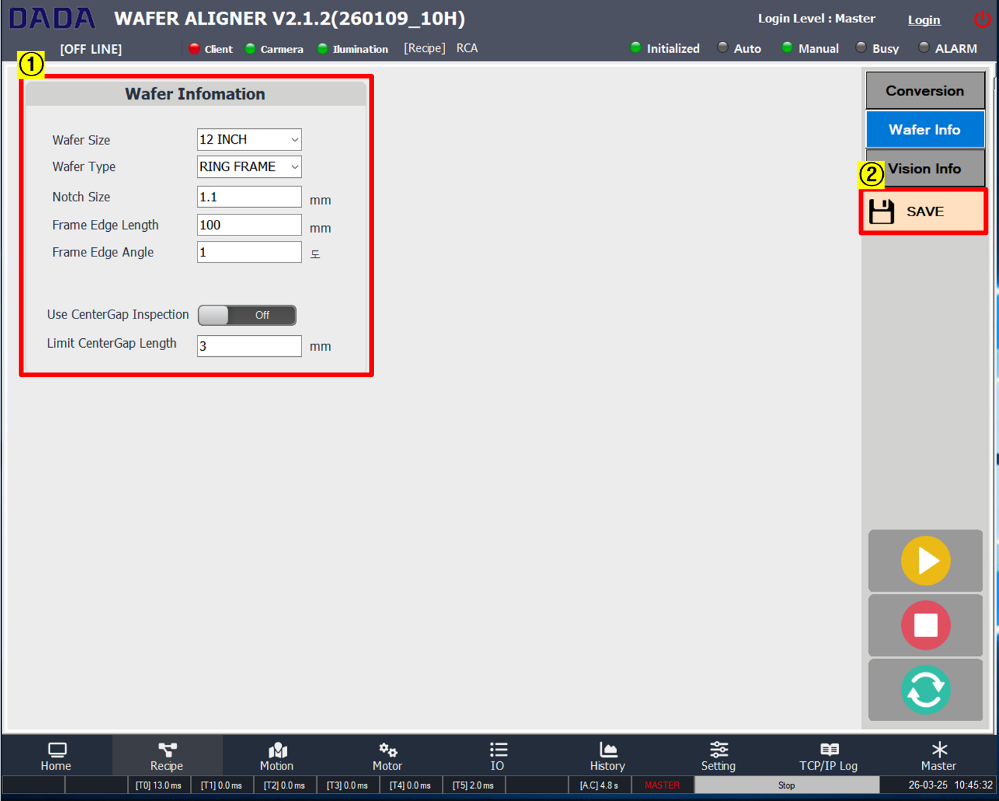 DADA WAFER ALIGNER V2.1.2(260109_10H) Login Level : Master Login
[OFF LINE] Client Carmera Ilumination [Recipe] RCA Initialized Auto Manual Busy ALARM
①
Wafer Infomation
Wafer Size 12 INCH
Wafer Type RING FRAME
Notch Size 1.1 mm
Frame Edge Length 100 mm
Frame Edge Angle 1 도
Use CenterGap Inspection Off
Limit CenterGap Length 3 mm
Conversion
Wafer Info
Vision Info
②
SAVE
Home Recipe Motion Motor IO History Setting TCP/IP Log Master
[T0] 13.0 ms [T1] 0.0 ms [T2] 0.0 ms [T3] 0.0 ms [T4] 0.0 ms [T5] 2.0 ms [A.C] 4.8 s MASTER Stop 26-03-25 10:45:32